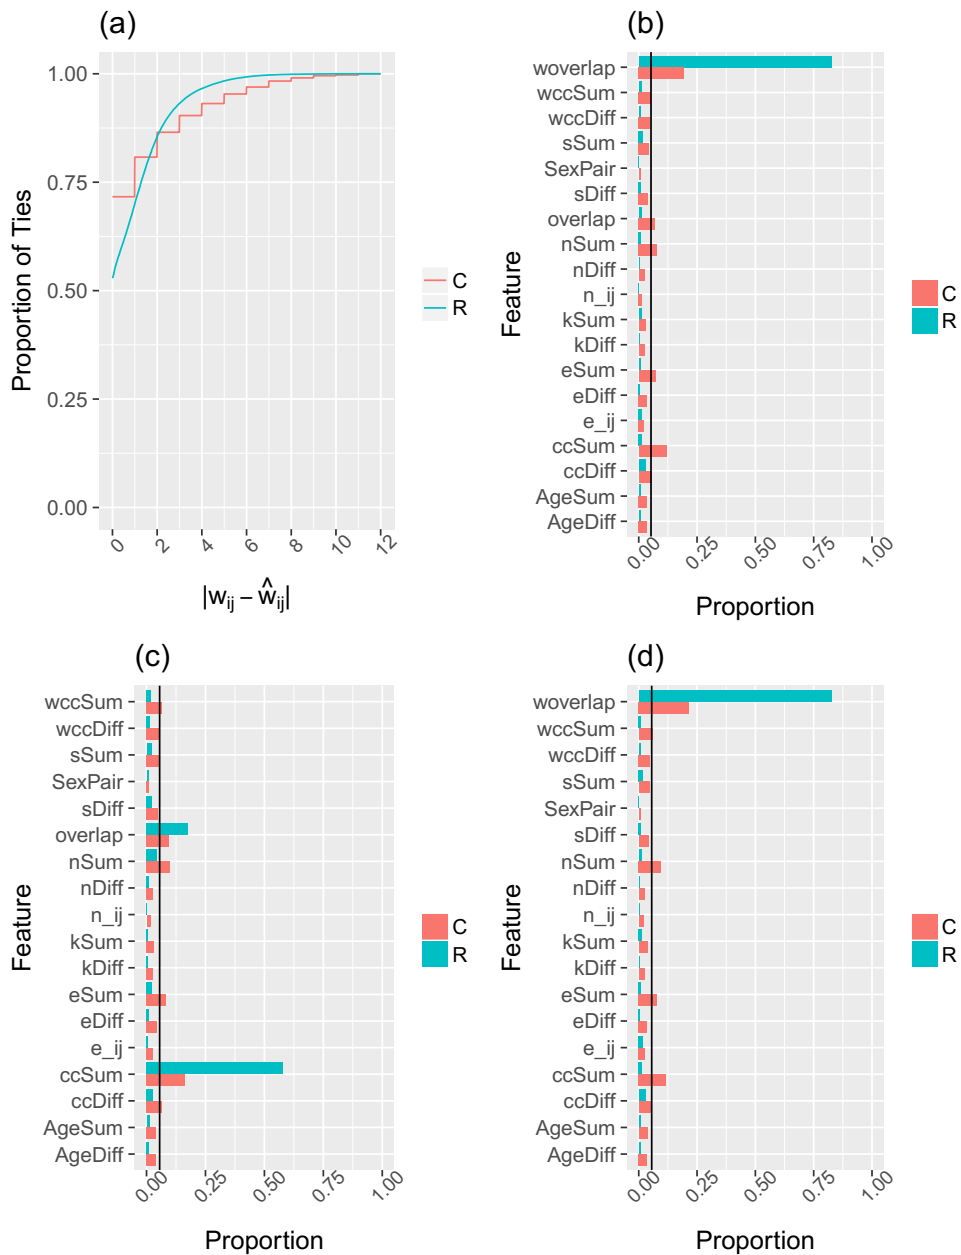 (a)
1.00
0.75
0.50
0.25
0.00
Proportion of Ties
0 2 4 6 8 10 12
|w_ij − ŵ_ij|
C
R
(b)
woverlap
wccSum
wccDiff
sSum
SexPair
sDiff
overlap
nSum
nDiff
n_ij
kSum
kDiff
eSum
eDiff
e_ij
ccSum
ccDiff
AgeSum
AgeDiff
Feature
0.00 0.25 0.50 0.75 1.00
Proportion
C
R
(c)
wccSum
wccDiff
sSum
SexPair
sDiff
overlap
nSum
nDiff
n_ij
kSum
kDiff
eSum
eDiff
e_ij
ccSum
ccDiff
AgeSum
AgeDiff
Feature
0.00 0.25 0.50 0.75 1.00
Proportion
C
R
(d)
woverlap
wccSum
wccDiff
sSum
SexPair
sDiff
nSum
nDiff
n_ij
kSum
kDiff
eSum
eDiff
e_ij
ccSum
ccDiff
AgeSum
AgeDiff
Feature
0.00 0.25 0.50 0.75 1.00
Proportion
C
R